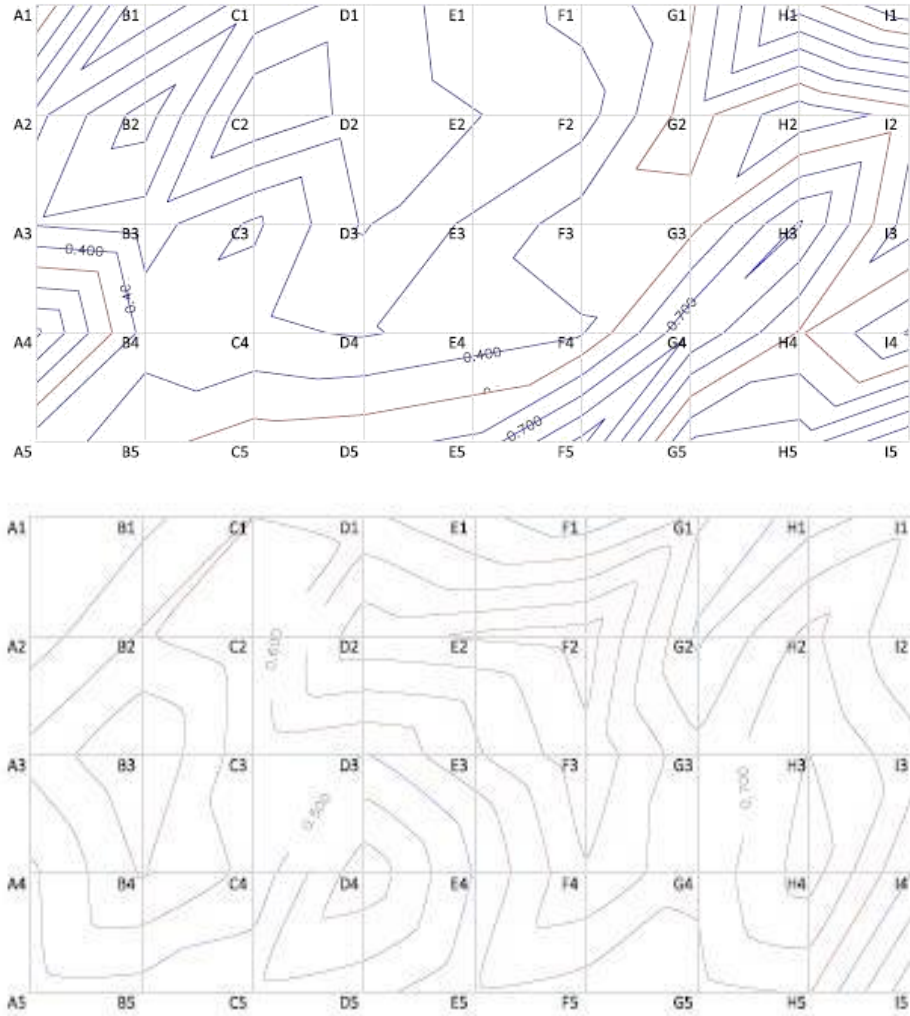 A1 B1 C1 D1 E1 F1 G1 H1 I1
A2 B2 C2 D2 E2 F2 G2 H2 I2
A3 B3 C3 D3 E3 F3 G3 H3 I3
0.400
0.40
0.700
A4 B4 C4 D4 E4 F4 G4 H4 I4
0.400
0.700
A5 B5 C5 D5 E5 F5 G5 H5 I5
A1 B1 C1 D1 E1 F1 G1 H1 I1
A2 B2 C2 D2 E2 F2 G2 H2 I2
A3 B3 C3 D3 E3 F3 G3 H3 I3
0.700
A4 B4 C4 D4 E4 F4 G4 H4 I4
A5 B5 C5 D5 E5 F5 G5 H5 I5